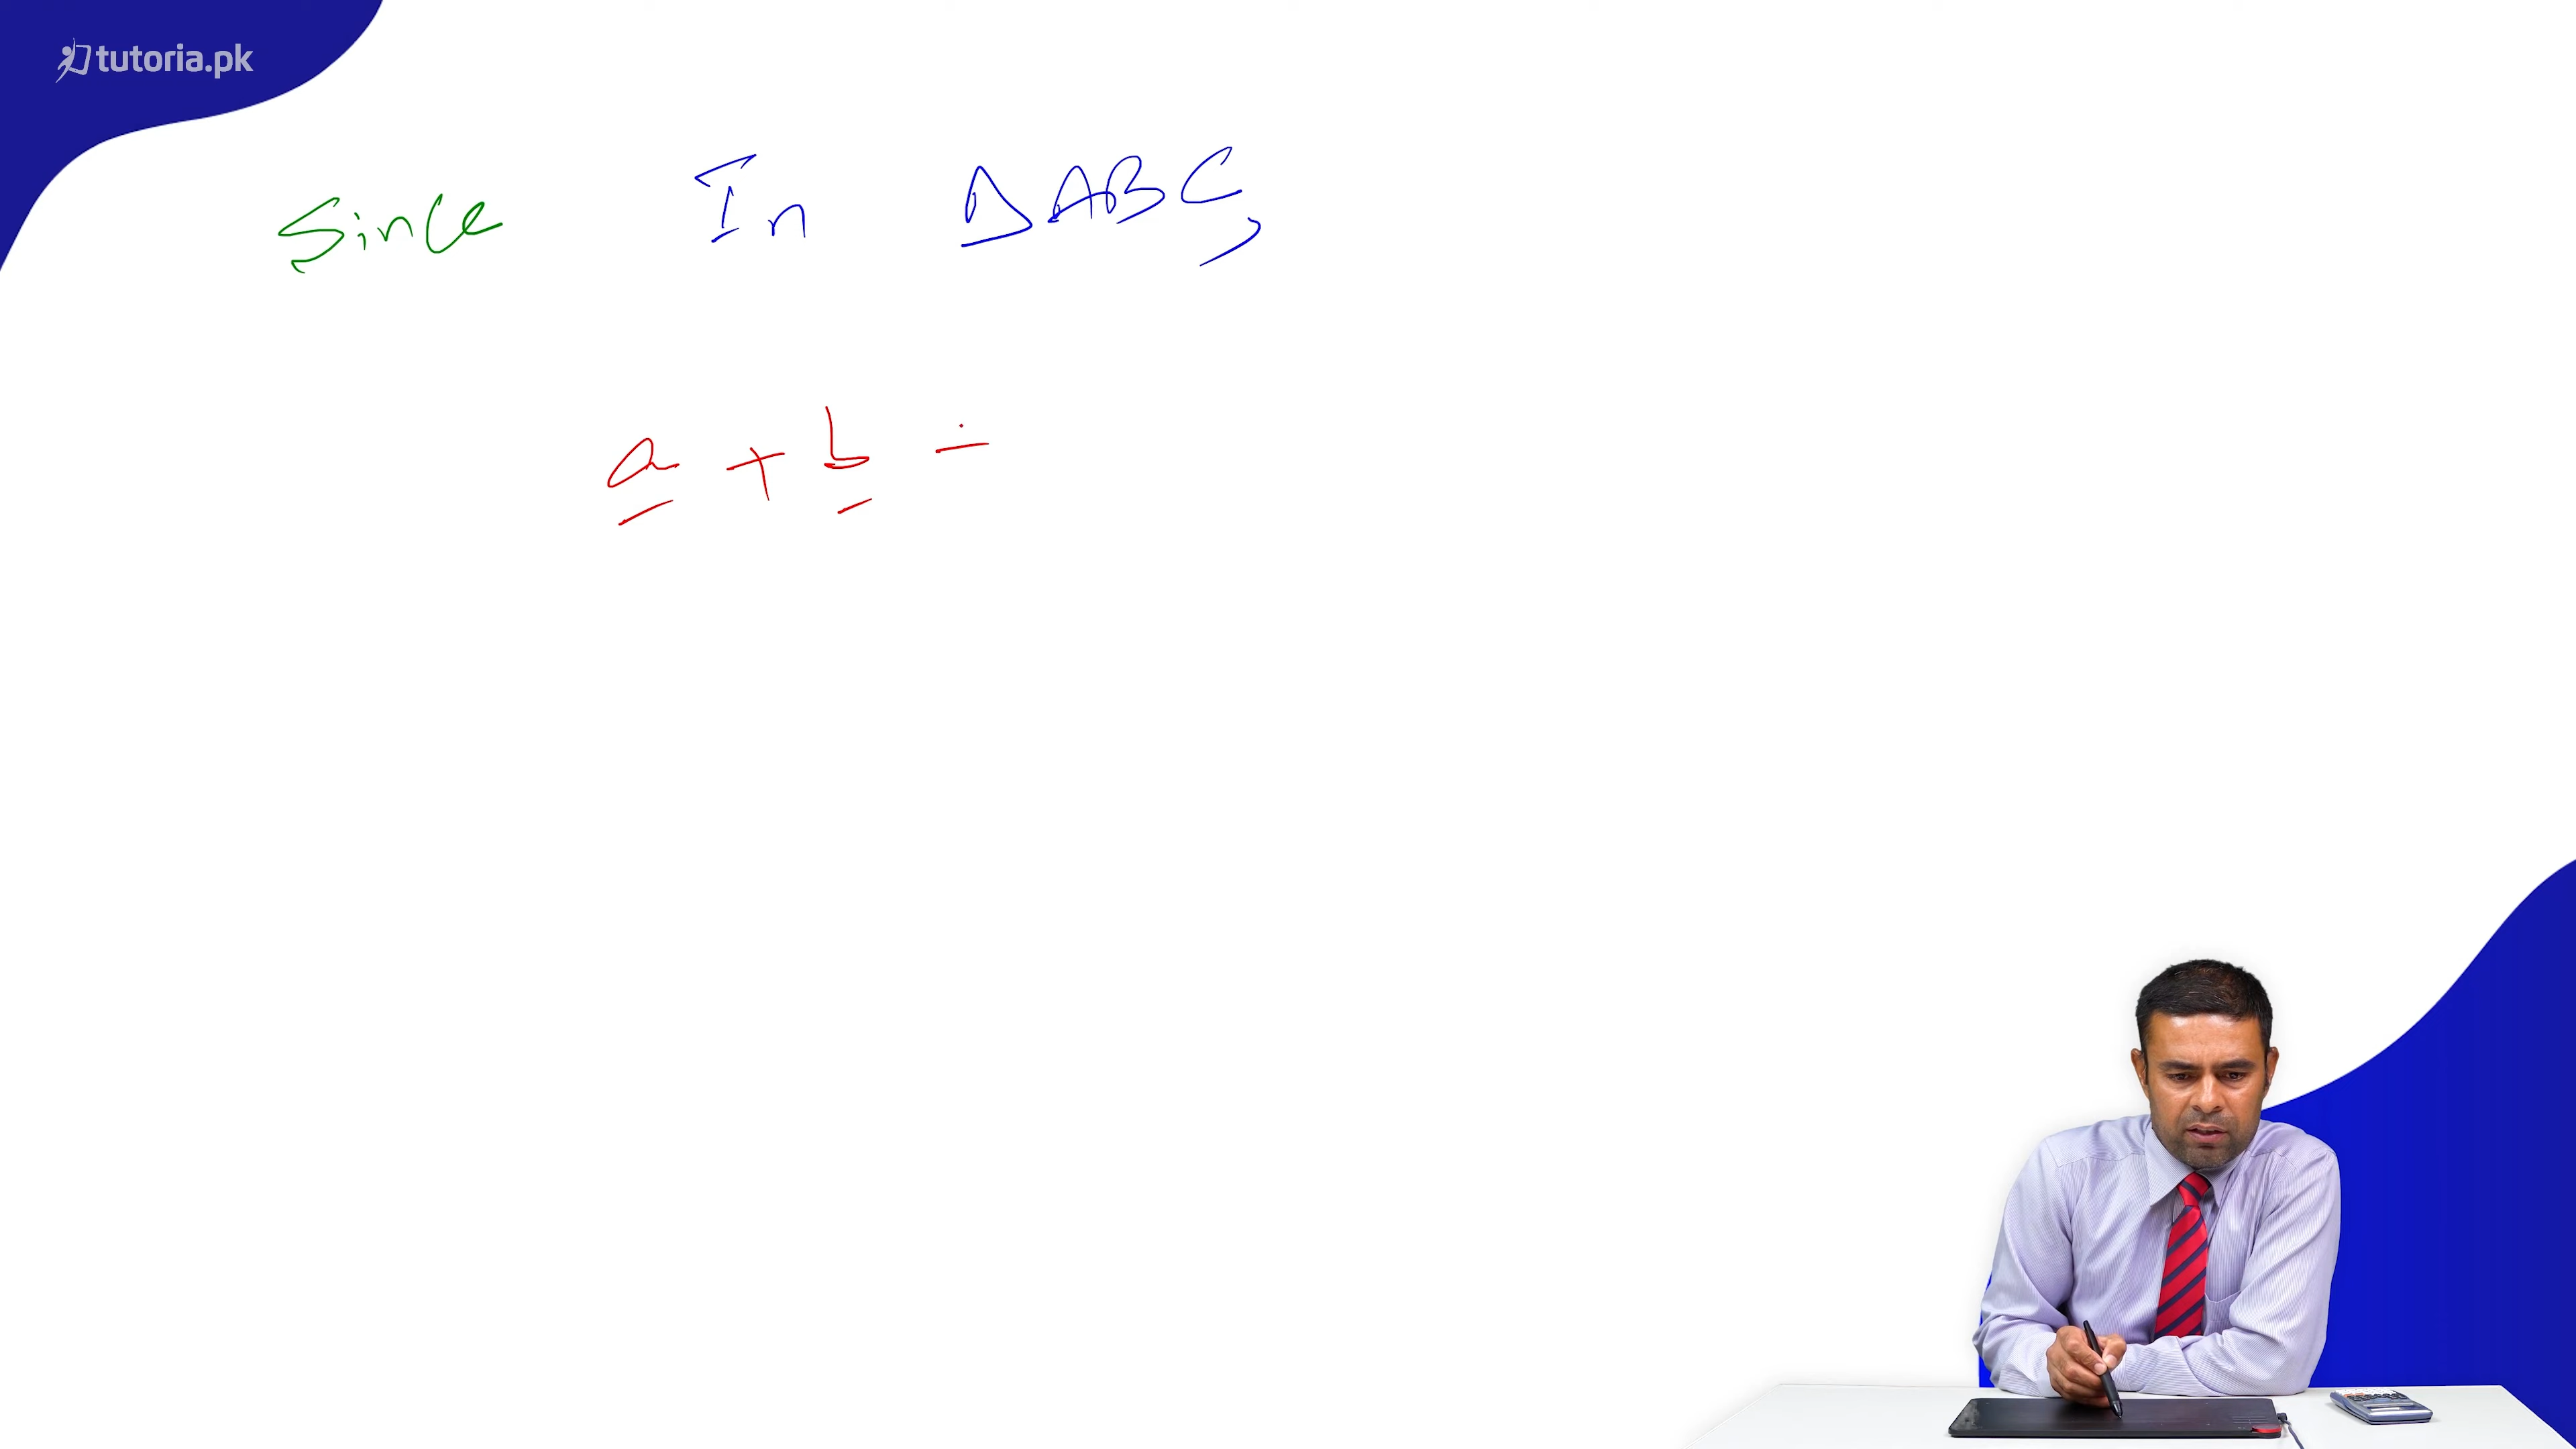 tutoria.pk
Since In ΔABC,
a + b -